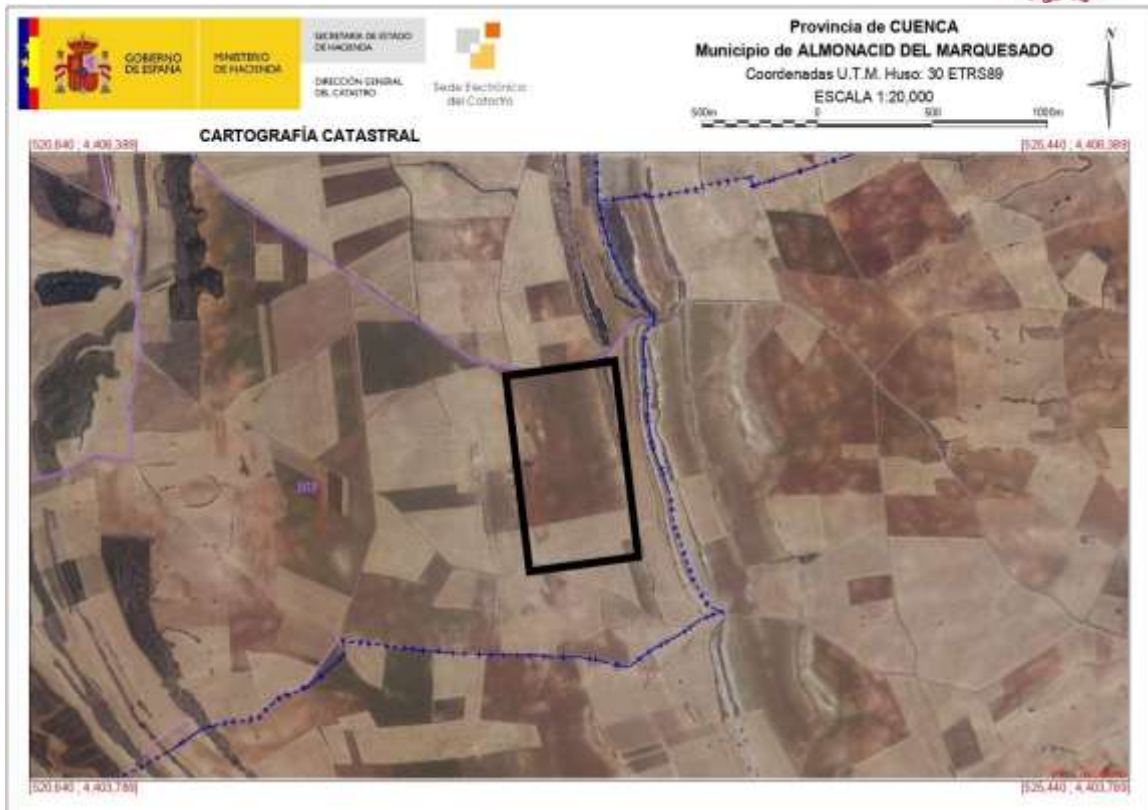 GOBIERNO
DE ESPAÑA
MINISTERIO
DE HACIENDA
SECRETARÍA DE ESTADO
DE HACIENDA
DIRECCIÓN GENERAL
DEL CATASTRO
Sede Electrónica
del Catastro
Provincia de CUENCA
Municipio de ALMONACID DEL MARQUESADO
Coordenadas U.T.M. Huso: 30 ETRS89
ESCALA 1:20,000
500m 0 500 1000m
N
CARTOGRAFÍA CATASTRAL
[520,640 ; 4,406,389]
[525,440 ; 4,406,389]
[520,640 ; 4,403,789]
[525,440 ; 4,403,789]